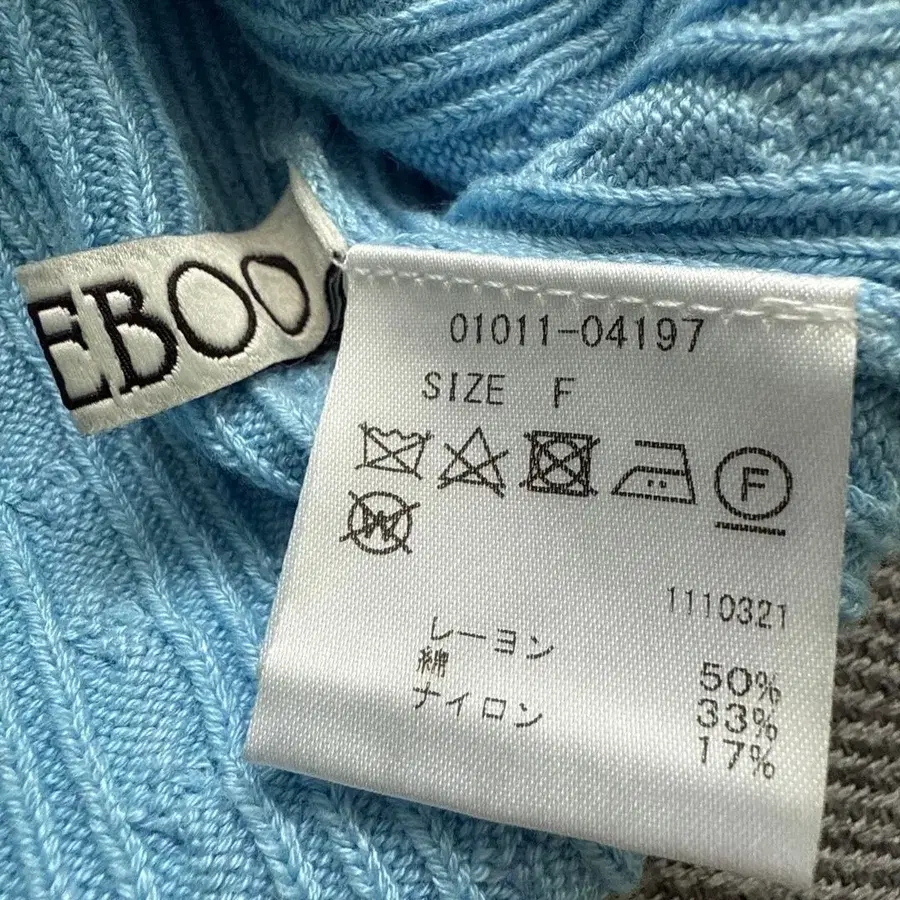 EBOO
01011-04197
SIZE F
F
W
1110321
レーヨン 50%
綿 33%
ナイロン 17%